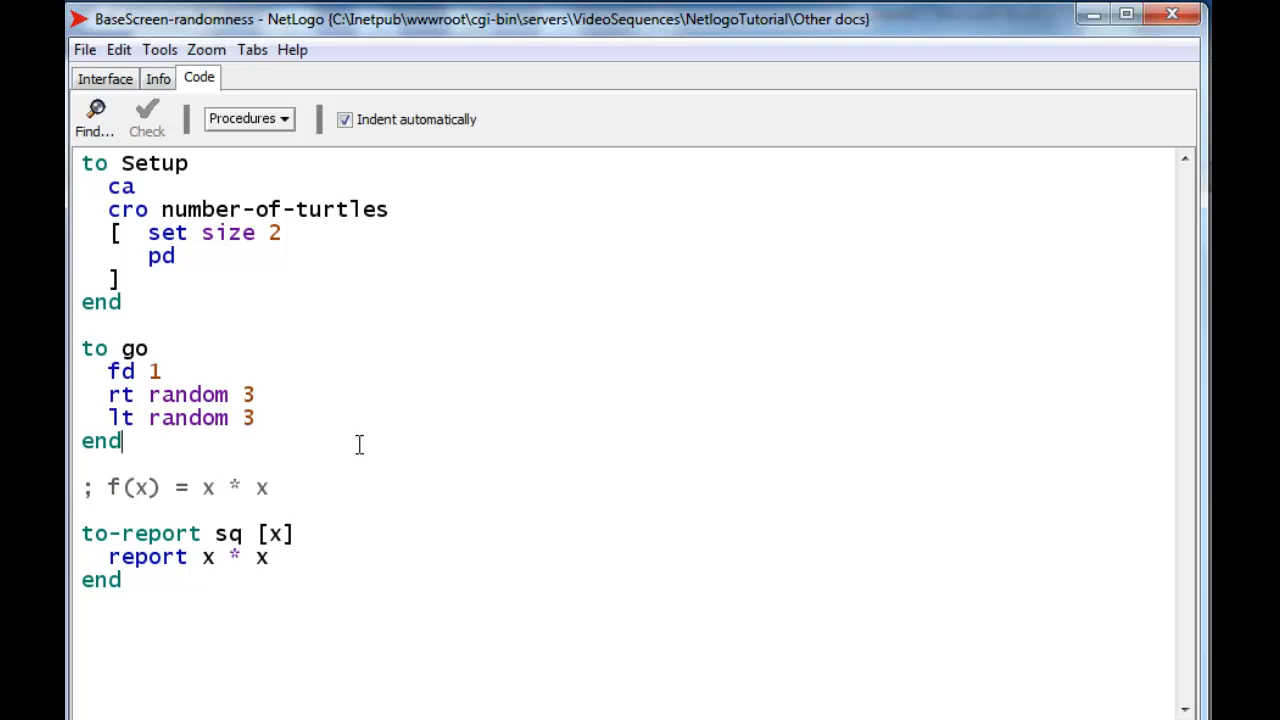 BaseScreen-randomness - NetLogo {C:\Inetpub\wwwroot\cgi-bin\servers\VideoSequences\NetlogoTutorial\Other docs}
File Edit Tools Zoom Tabs Help
Interface Info Code
Find... Check Procedures Indent automatically
to Setup
  ca
  cro number-of-turtles
  [  set size 2
     pd
  ]
end
to go
  fd 1
  rt random 3
  lt random 3
end
; f(x) = x * x
to-report sq [x]
  report x * x
end